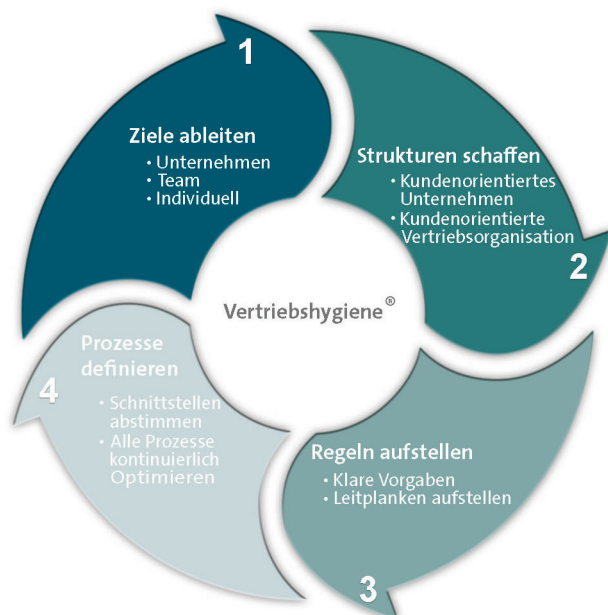 1
Ziele ableiten
• Unternehmen
• Team
• Individuell
Strukturen schaffen
• Kundenorientiertes
Unternehmen
• Kundenorientierte
Vertriebsorganisation
2
Vertriebshygiene®
Prozesse
definieren
4
• Schnittstellen
abstimmen
• Alle Prozesse
kontinuierlich
Optimieren
Regeln aufstellen
• Klare Vorgaben
• Leitplanken aufstellen
3